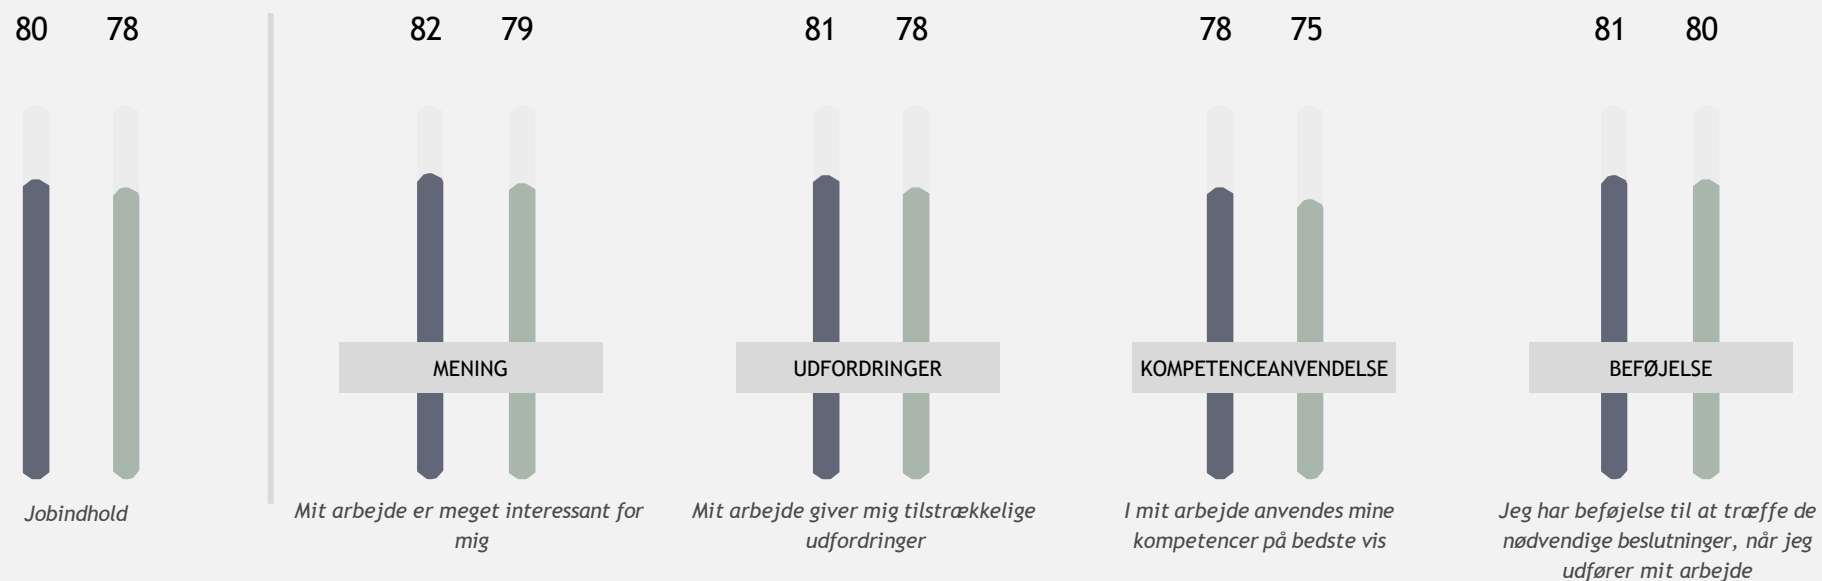 80 78 82 79 81 78 78 75 81 80
MENING
UDFORDRINGER
KOMPETENCEANVENDELSE
BEFØJELSE
Jobindhold
Mit arbejde er meget interessant for
mig
Mit arbejde giver mig tilstrækkelige
udfordringer
I mit arbejde anvendes mine
kompetencer på bedste vis
Jeg har beføjelse til at træffe de
nødvendige beslutninger, når jeg
udfører mit arbejde